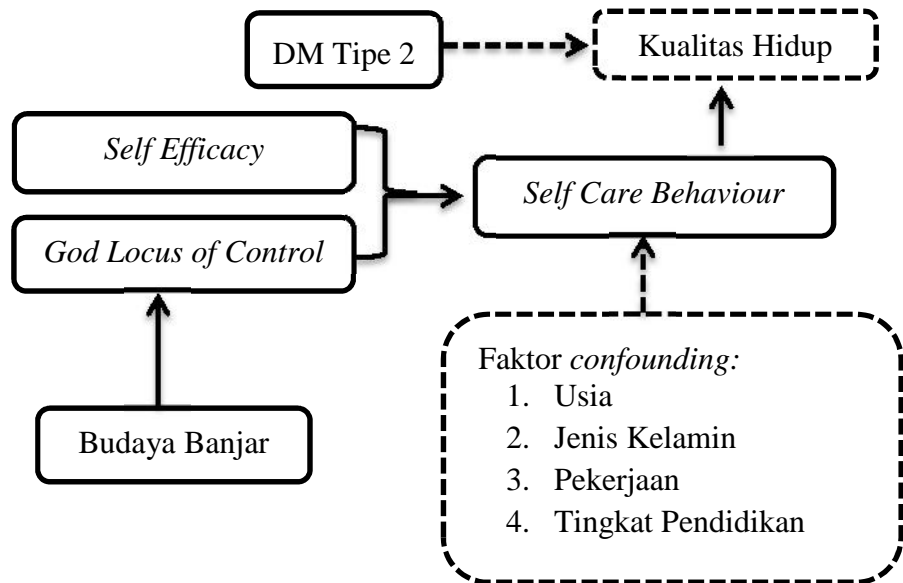 DM Tipe 2
Kualitas Hidup
Self Efficacy
Self Care Behaviour
God Locus of Control
Budaya Banjar
Faktor confounding:
1. Usia
2. Jenis Kelamin
3. Pekerjaan
4. Tingkat Pendidikan